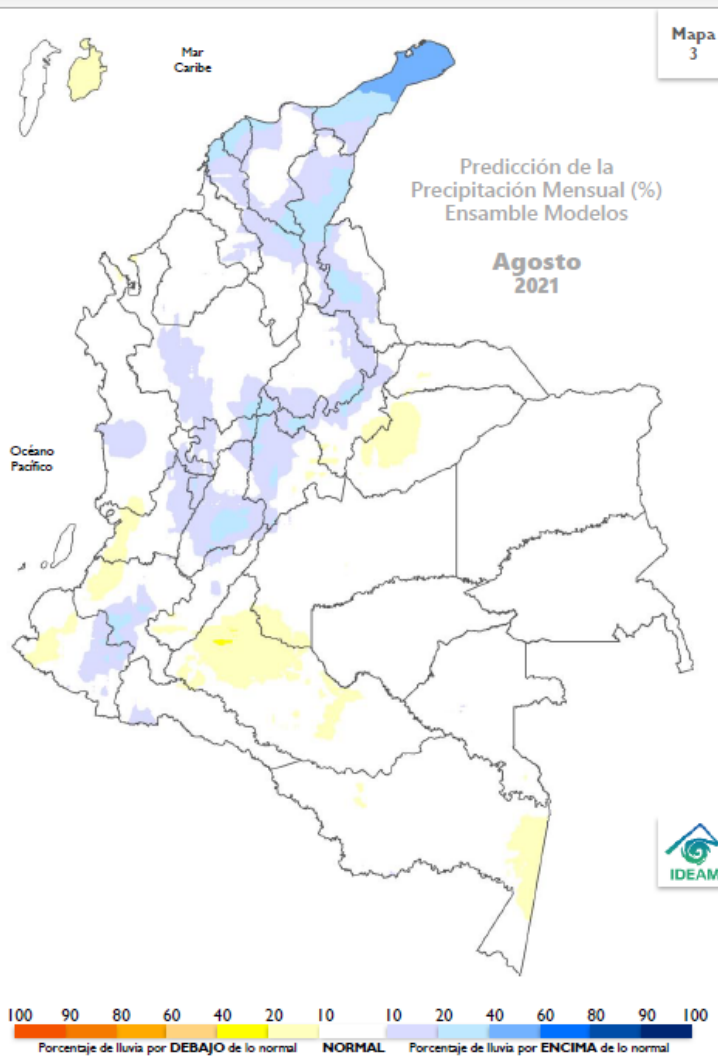 Mapa
3
Mar
Caribe
Predicción de la
Precipitación Mensual (%)
Ensamble Modelos
Agosto
2021
Océano
Pacífico
IDEAM
100 90 80 60 40 20 10 10 20 40 60 80 90 100
Porcentaje de lluvia por DEBAJO de lo normal NORMAL Porcentaje de lluvia por ENCIMA de lo normal